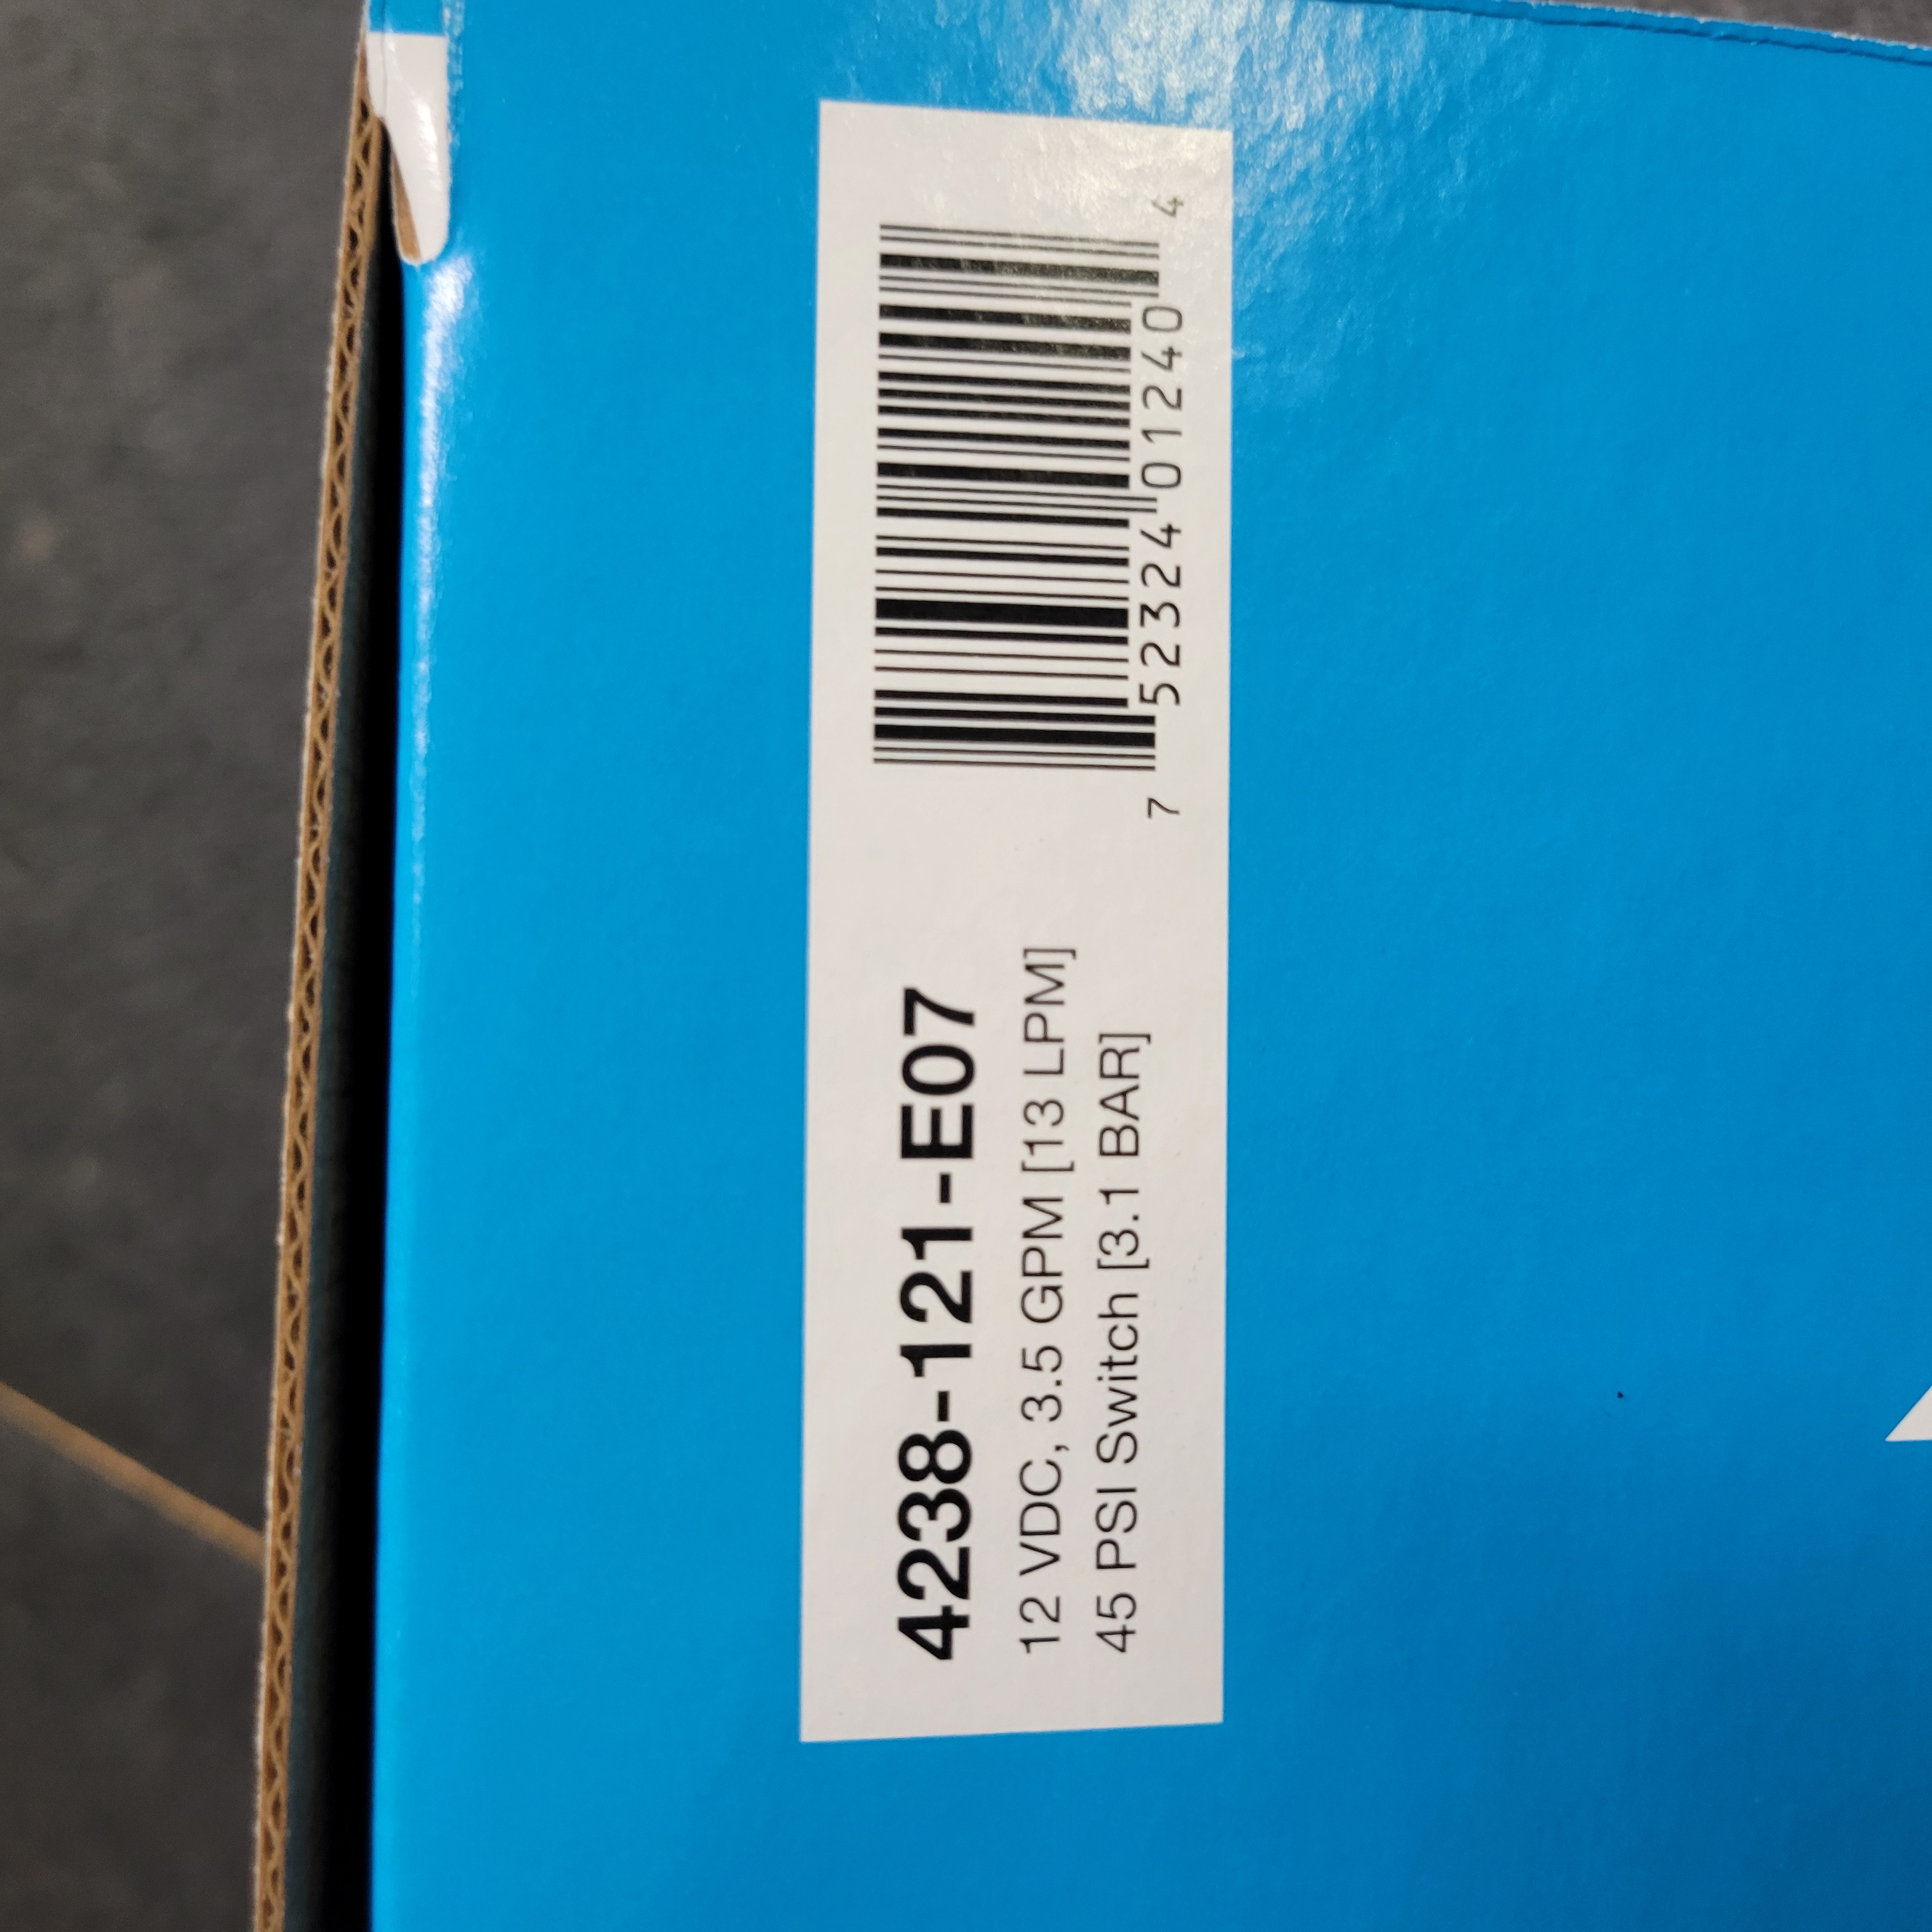 4238-121-E07
12 VDC, 3.5 GPM [13 LPM]
45 PSI Switch [3.1 BAR]
7 52324 01240 4